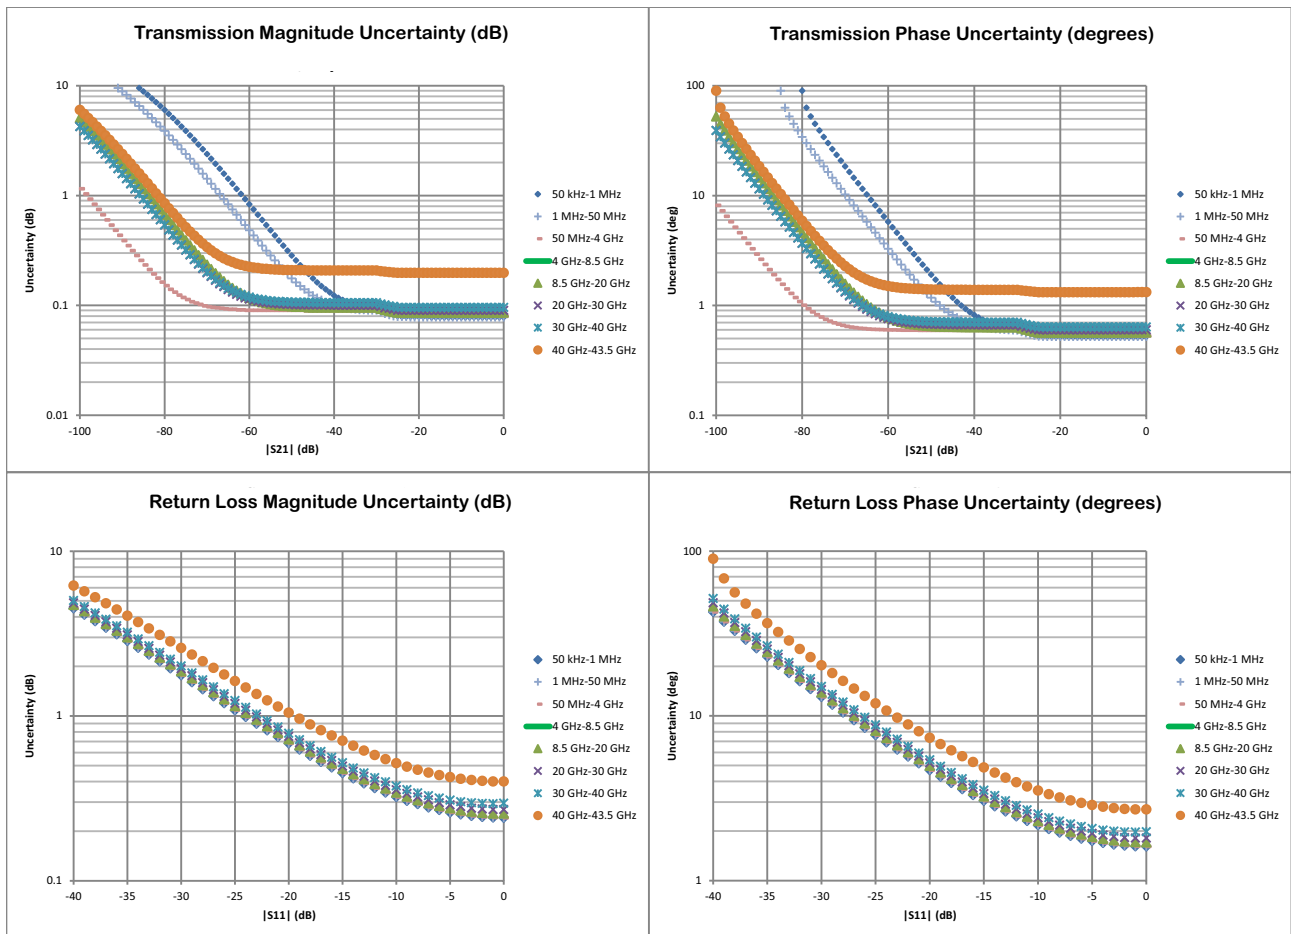 Transmission Magnitude Uncertainty (dB)
10
1
0.1
0.01
Uncertainty (dB)
-100
-80
-60
-40
-20
0
|S21| (dB)
50 kHz-1 MHz
1 MHz-50 MHz
50 MHz-4 GHz
4 GHz-8.5 GHz
8.5 GHz-20 GHz
20 GHz-30 GHz
30 GHz-40 GHz
40 GHz-43.5 GHz
Transmission Phase Uncertainty (degrees)
100
10
1
0.1
Uncertainty (deg)
-100
-80
-60
-40
-20
0
|S21| (dB)
50 kHz-1 MHz
1 MHz-50 MHz
50 MHz-4 GHz
4 GHz-8.5 GHz
8.5 GHz-20 GHz
20 GHz-30 GHz
30 GHz-40 GHz
40 GHz-43.5 GHz
Return Loss Magnitude Uncertainty (dB)
10
1
0.1
Uncertainty (dB)
-40
-35
-30
-25
-20
-15
-10
-5
0
|S11| (dB)
50 kHz-1 MHz
1 MHz-50 MHz
50 MHz-4 GHz
4 GHz-8.5 GHz
8.5 GHz-20 GHz
20 GHz-30 GHz
30 GHz-40 GHz
40 GHz-43.5 GHz
Return Loss Phase Uncertainty (degrees)
100
10
1
Uncertainty (deg)
-40
-35
-30
-25
-20
-15
-10
-5
0
|S11| (dB)
50 kHz-1 MHz
1 MHz-50 MHz
50 MHz-4 GHz
4 GHz-8.5 GHz
8.5 GHz-20 GHz
20 GHz-30 GHz
30 GHz-40 GHz
40 GHz-43.5 GHz